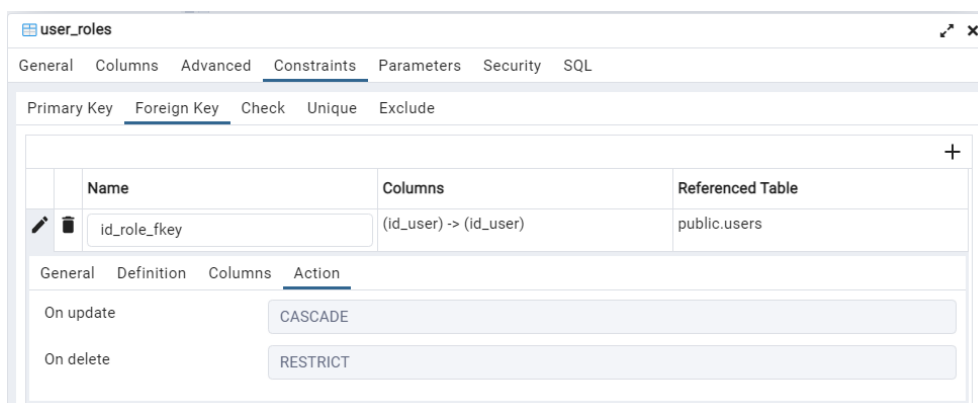 user_roles
General Columns Advanced Constraints Parameters Security SQL
Primary Key Foreign Key Check Unique Exclude
Name Columns Referenced Table
id_role_fkey (id_user) -> (id_user) public.users
General Definition Columns Action
On update CASCADE
On delete RESTRICT